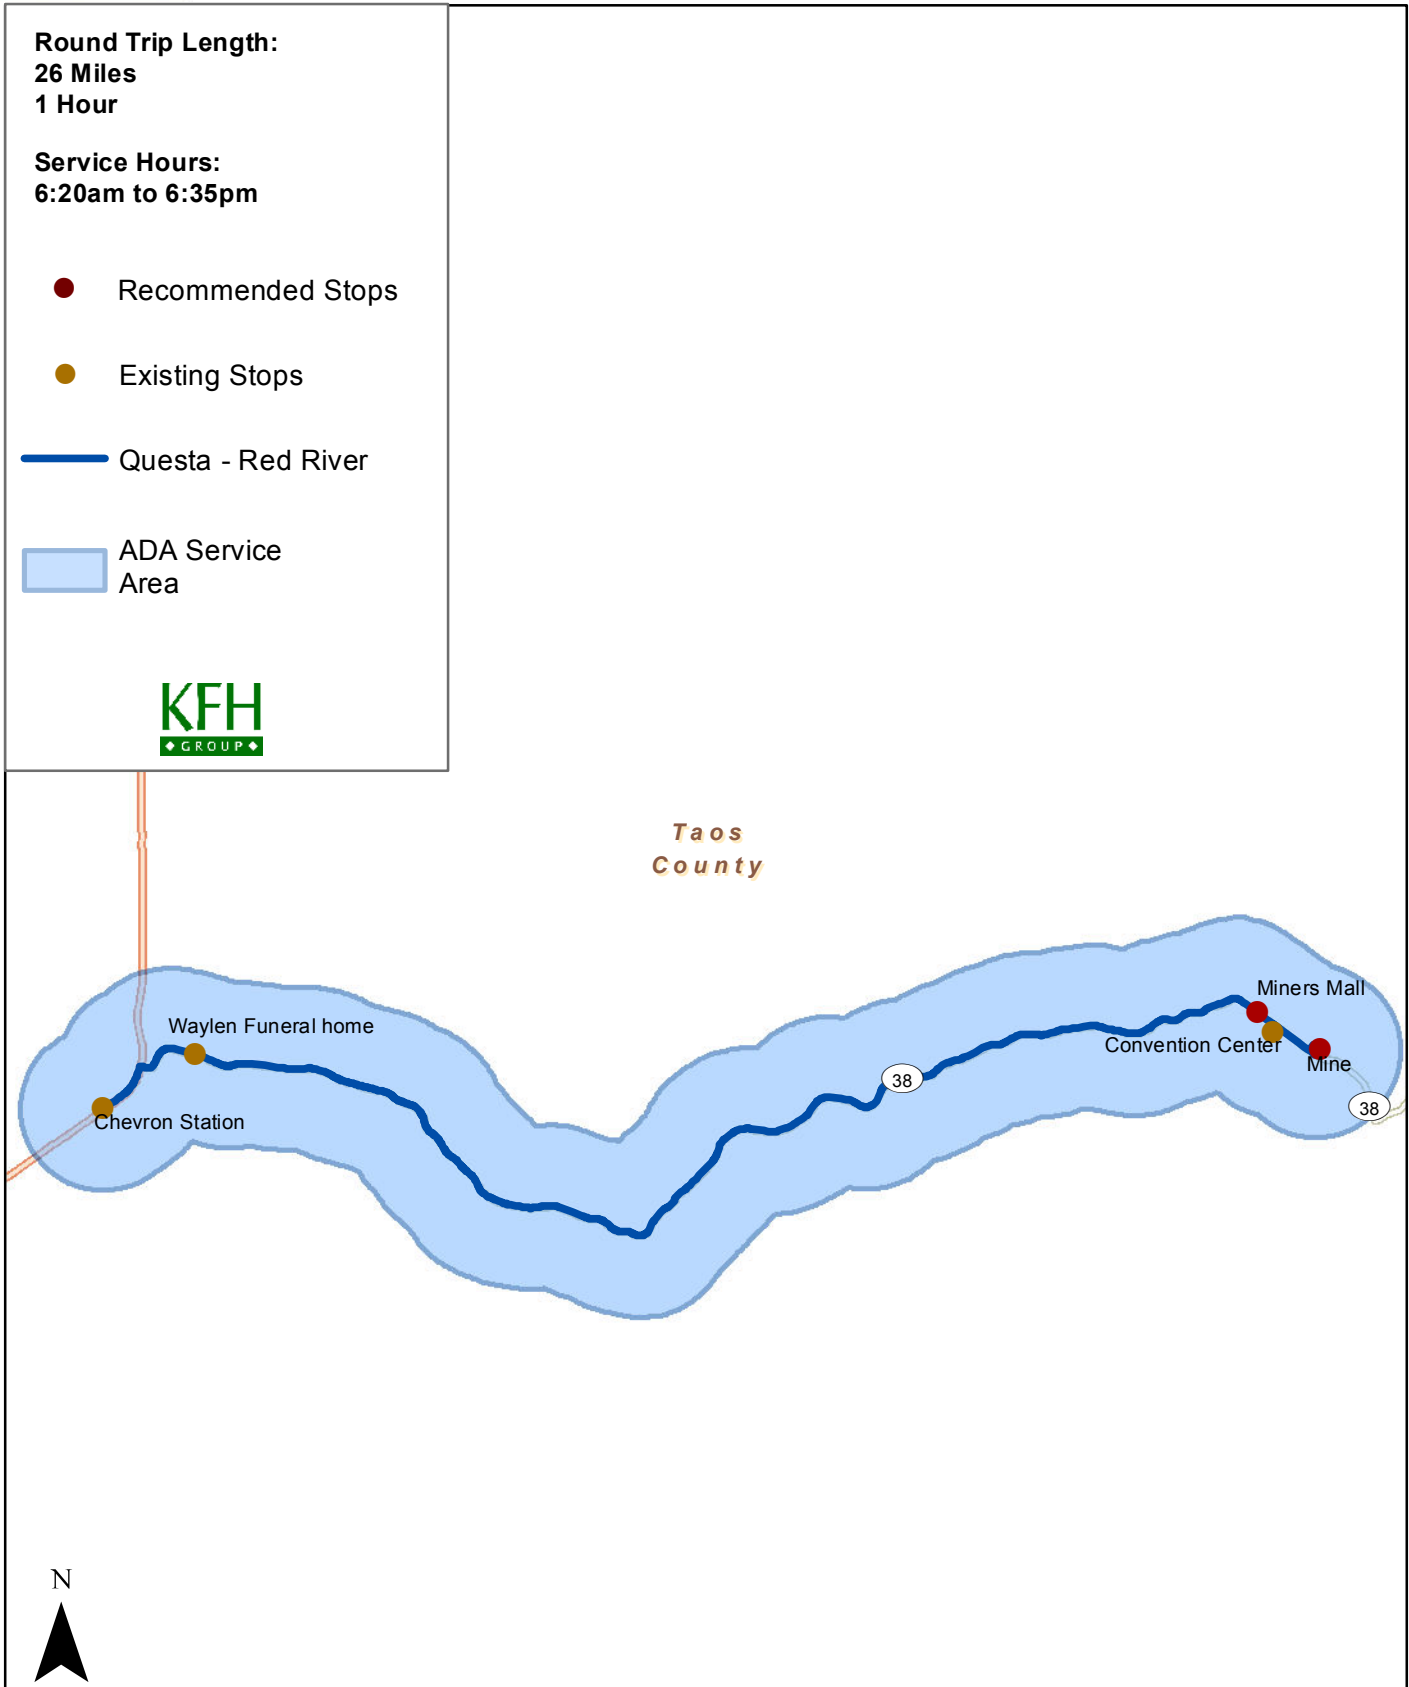 Round Trip Length:
26 Miles
1 Hour
Service Hours:
6:20am to 6:35pm
Recommended Stops
Existing Stops
Questa - Red River
ADA Service
Area
KFH
GROUP
Taos
County
Miners Mall
Waylen Funeral home
Convention Center
Mine
38
38
Chevron Station
N